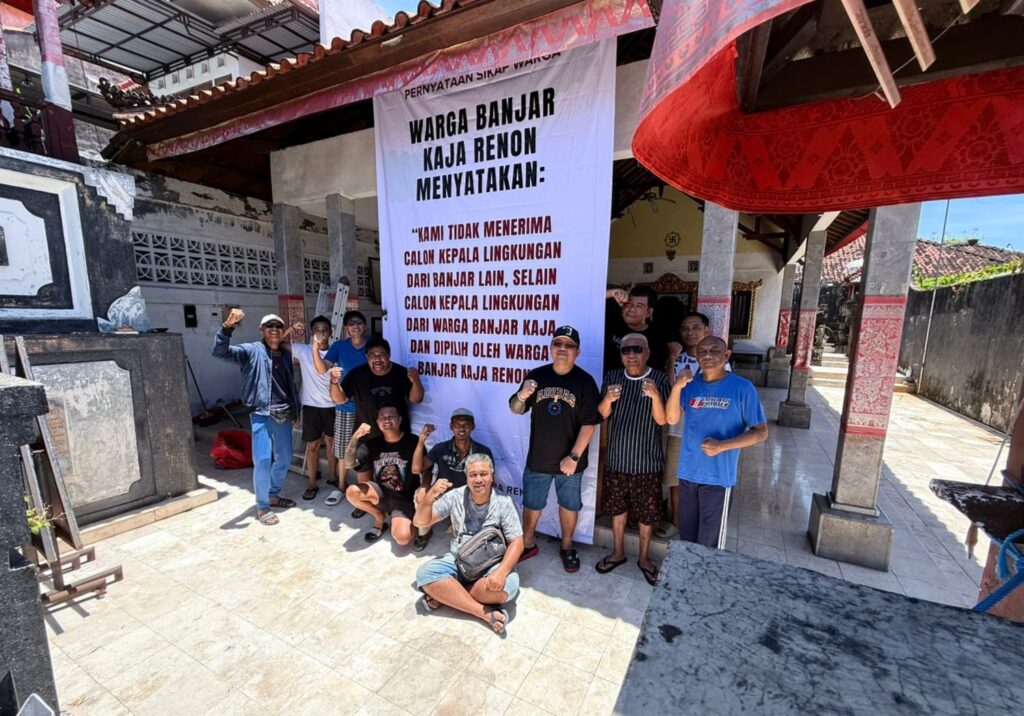 PERNYATAAN SIKAP WARGA
WARGA BANJAR
KAJA RENON
MENYATAKAN:
“KAMI TIDAK MENERIMA
CALON KEPALA LINGKUNGAN
DARI BANJAR LAIN, SELAIN
CALON KEPALA LINGKUNGAN
DARI WARGA BANJAR KAJA
DAN DIPILIH OLEH WARGA
BANJAR KAJA RENON